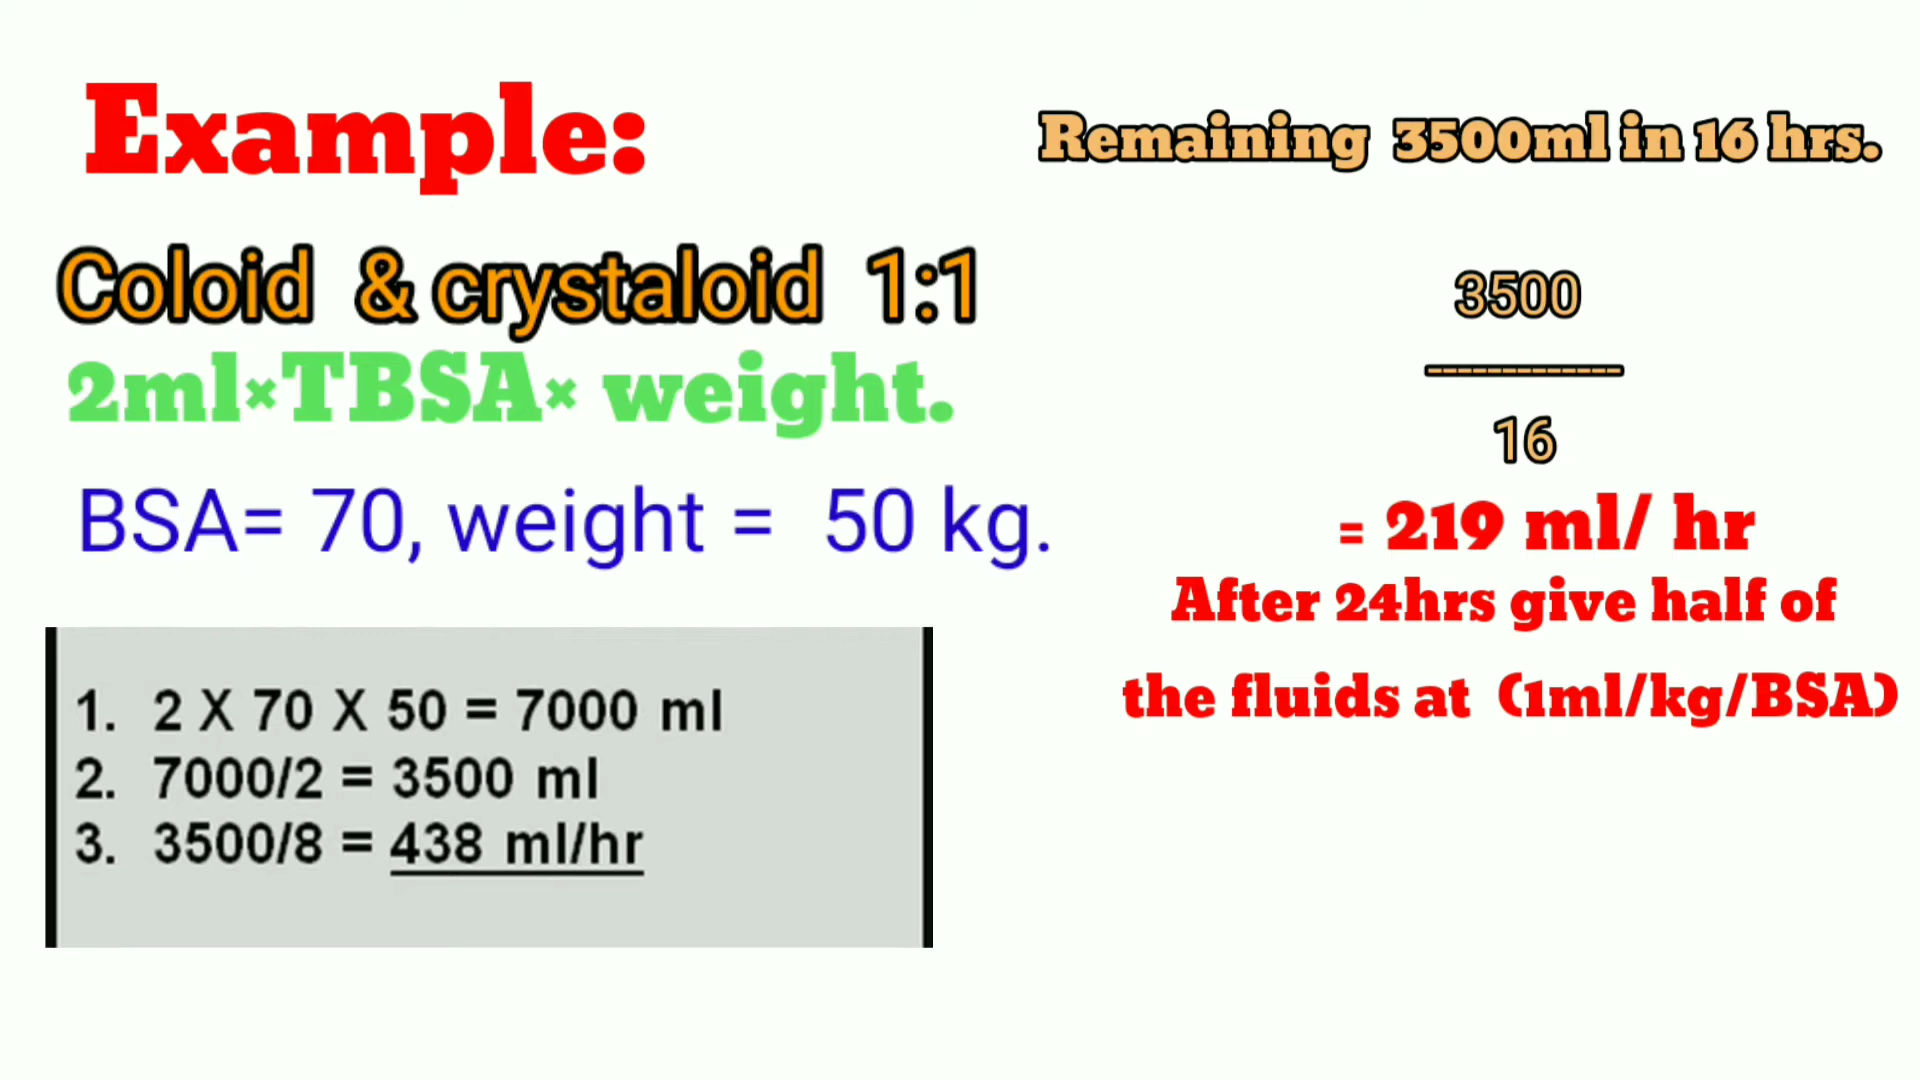 Example:
Coloid & crystaloid 1:1
2ml×TBSA× weight.
BSA= 70, weight = 50 kg.
1. 2 X 70 X 50 = 7000 ml
2. 7000/2 = 3500 ml
3. 3500/8 = 438 ml/hr
Remaining 3500ml in 16 hrs.
3500
-------------
16
= 219 ml/ hr
After 24hrs give half of
the fluids at (1ml/kg/BSA)